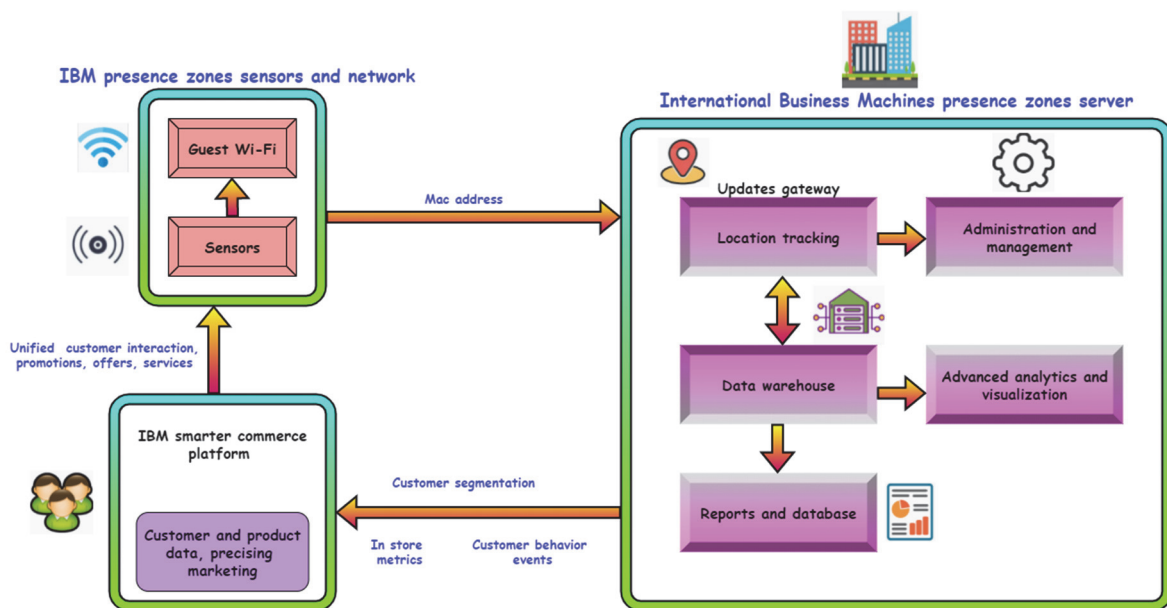 IBM presence zones sensors and network
Guest Wi-Fi
Sensors
Mac address
International Business Machines presence zones server
Updates gateway
Location tracking
Administration and
management
Data warehouse
Advanced analytics and
visualization
Reports and database
Unified customer interaction,
promotions, offers, services
IBM smarter commerce
platform
Customer and product
data, precising
marketing
Customer segmentation
In store
metrics
Customer behavior
events